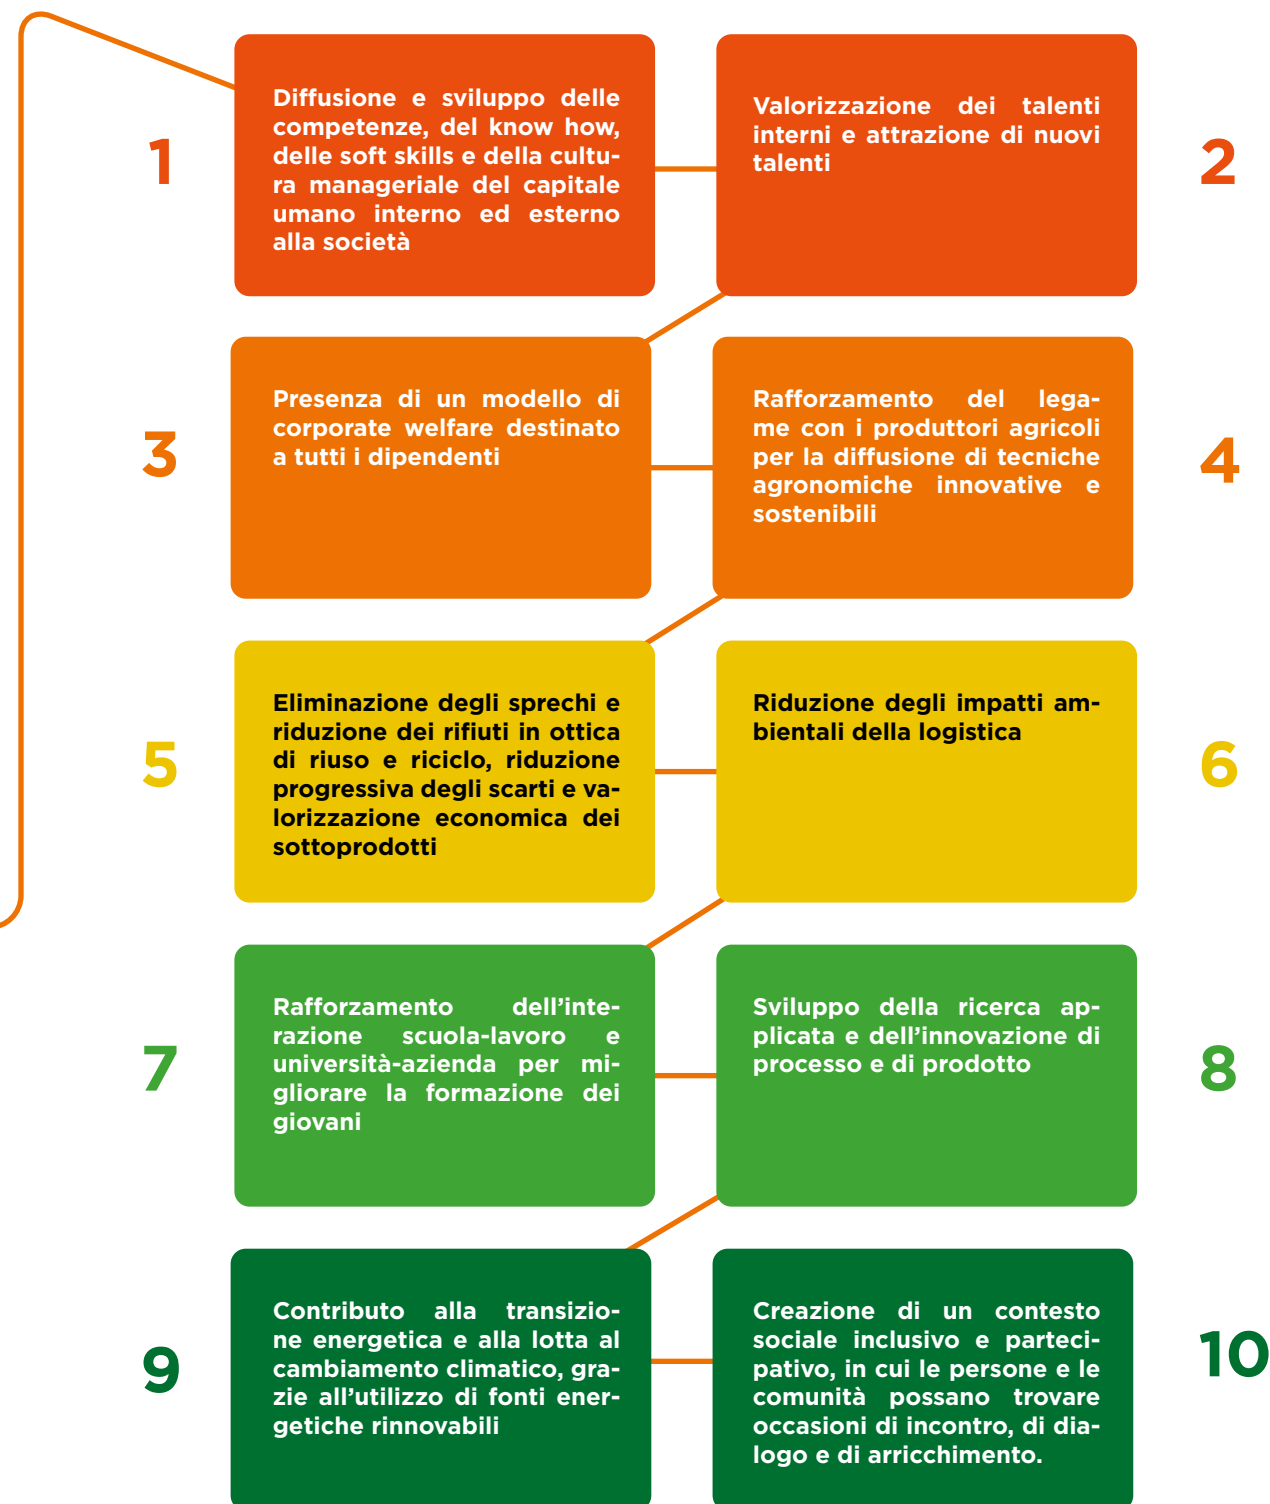 1
Diffusione e sviluppo delle
competenze, del know how,
delle soft skills e della cultu-
ra manageriale del capitale
umano interno ed esterno
alla società
Valorizzazione dei talenti
interni e attrazione di nuovi
talenti
2
3
Presenza di un modello di
corporate welfare destinato
a tutti i dipendenti
Rafforzamento del lega-
me con i produttori agricoli
per la diffusione di tecniche
agronomiche innovative e
sostenibili
4
5
Eliminazione degli sprechi e
riduzione dei rifiuti in ottica
di riuso e riciclo, riduzione
progressiva degli scarti e va-
lorizzazione economica dei
sottoprodotti
Riduzione degli impatti am-
bientali della logistica
6
7
Rafforzamento dell’inte-
razione scuola-lavoro e
università-azienda per mi-
gliorare la formazione dei
giovani
Sviluppo della ricerca ap-
plicata e dell’innovazione di
processo e di prodotto
8
9
Contributo alla transizio-
ne energetica e alla lotta al
cambiamento climatico, gra-
zie all’utilizzo di fonti ener-
getiche rinnovabili
Creazione di un contesto
sociale inclusivo e parteci-
pativo, in cui le persone e le
comunità possano trovare
occasioni di incontro, di dia-
logo e di arricchimento.
10